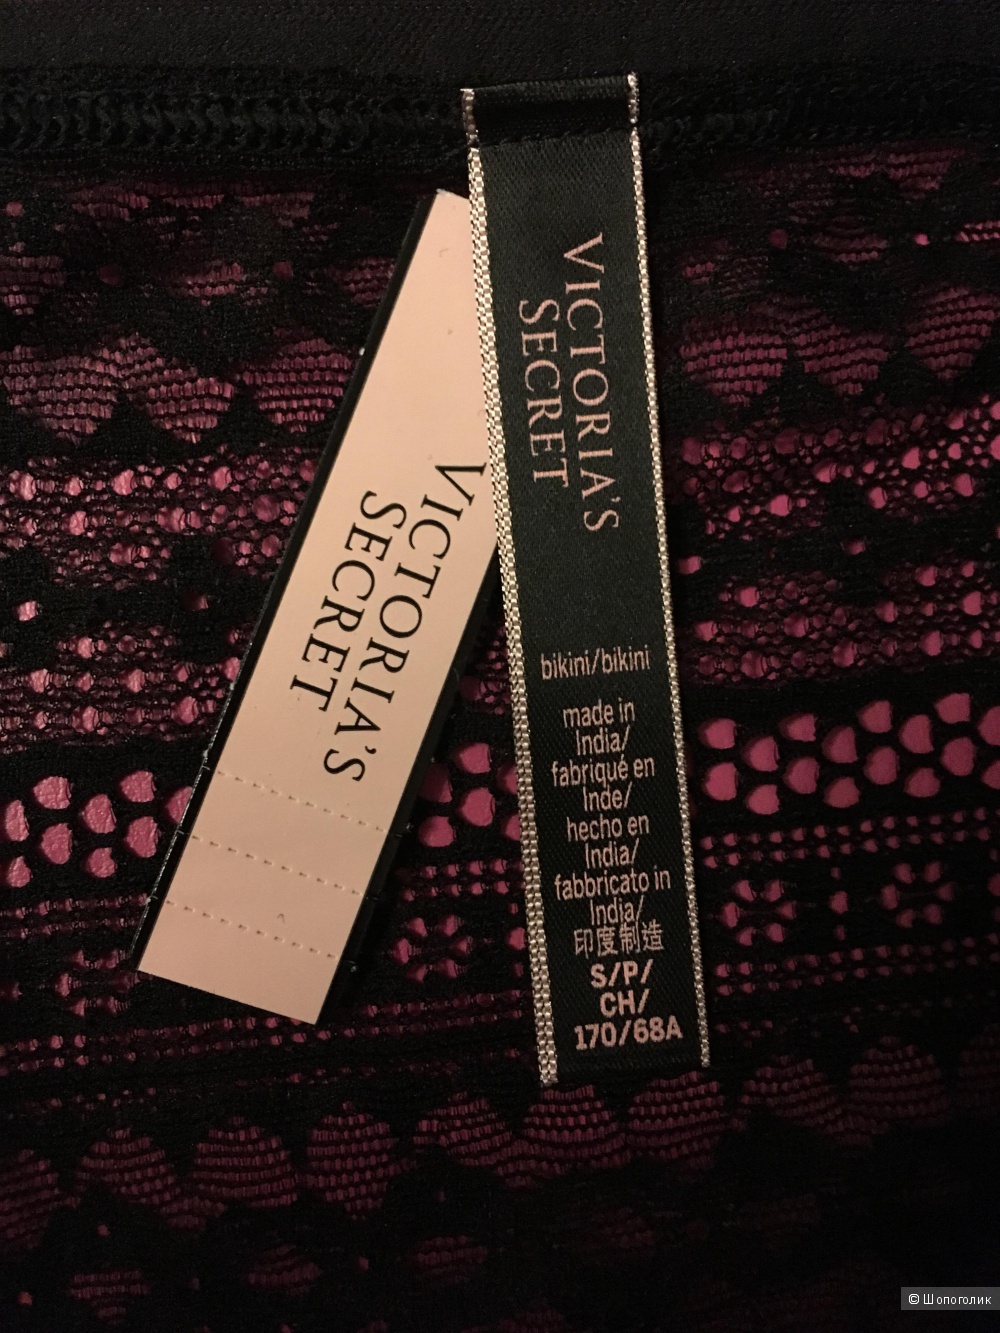 VICTORIA'S
SECRET
VICTORIA'S
SECRET
bikini/bikini
made in
India/
fabriqué en
Inde/
hecho en
India/
fabbricato in
India/
印度制造
S/P/
CH/
170/68A
© Шопоголик